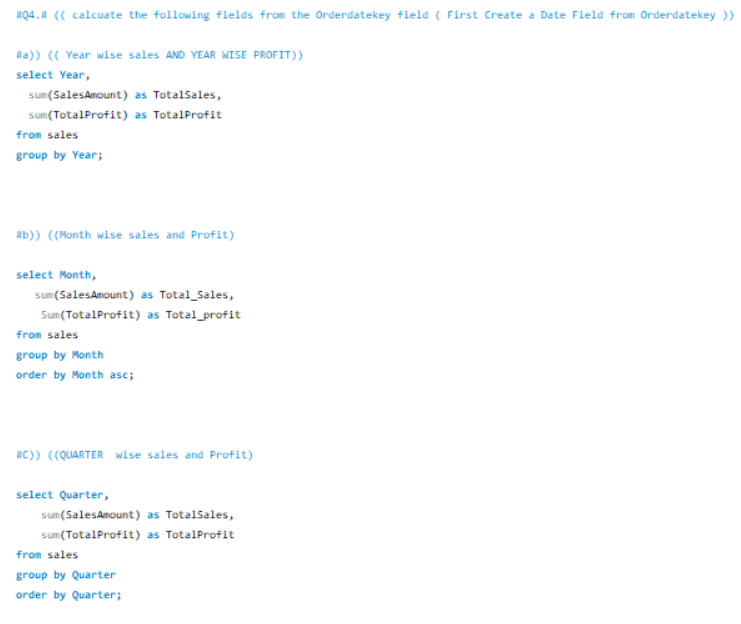 #Q4.# (( calcuate the following fields from the Orderdatekey field ( First Create a Date Field from Orderdatekey ))
#a)) (( Year wise sales AND YEAR WISE PROFIT))
select Year,
sum(SalesAmount) as TotalSales,
sum(TotalProfit) as TotalProfit
from sales
group by Year;
#b)) ((Month wise sales and Profit)
select Month,
sum(SalesAmount) as Total_Sales,
Sum(TotalProfit) as Total_profit
from sales
group by Month
order by Month asc;
#C)) ((QUARTER  wise sales and Profit)
select Quarter,
sum(SalesAmount) as TotalSales,
sum(TotalProfit) as TotalProfit
from sales
group by Quarter
order by Quarter;